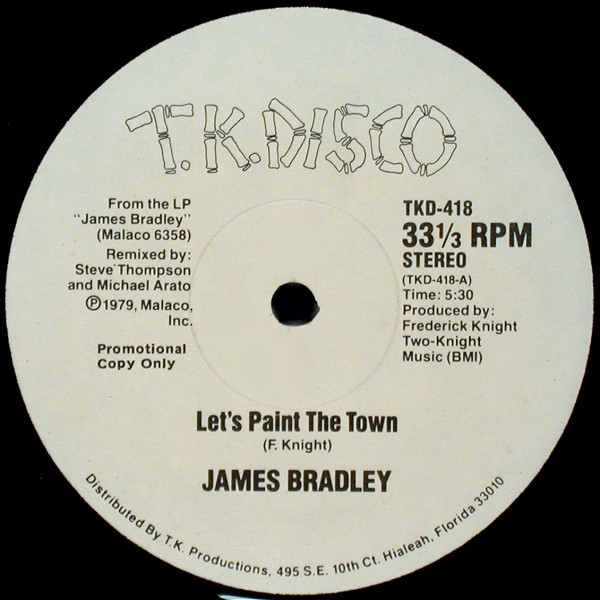 T.K. DISCO
From the LP
"James Bradley"
(Malaco 6358)
Remixed by:
Steve Thompson
and Michael Arato
℗1979, Malaco,
Inc.
Promotional
Copy Only
TKD-418
33⅓ RPM
STEREO
(TKD-418-A)
Time: 5:30
Produced by:
Frederick Knight
Two-Knight
Music (BMI)
Let's Paint The Town
(F. Knight)
JAMES BRADLEY
Distributed By T.K. Productions, 495 S.E. 10th Ct. Hialeah, Florida 33010